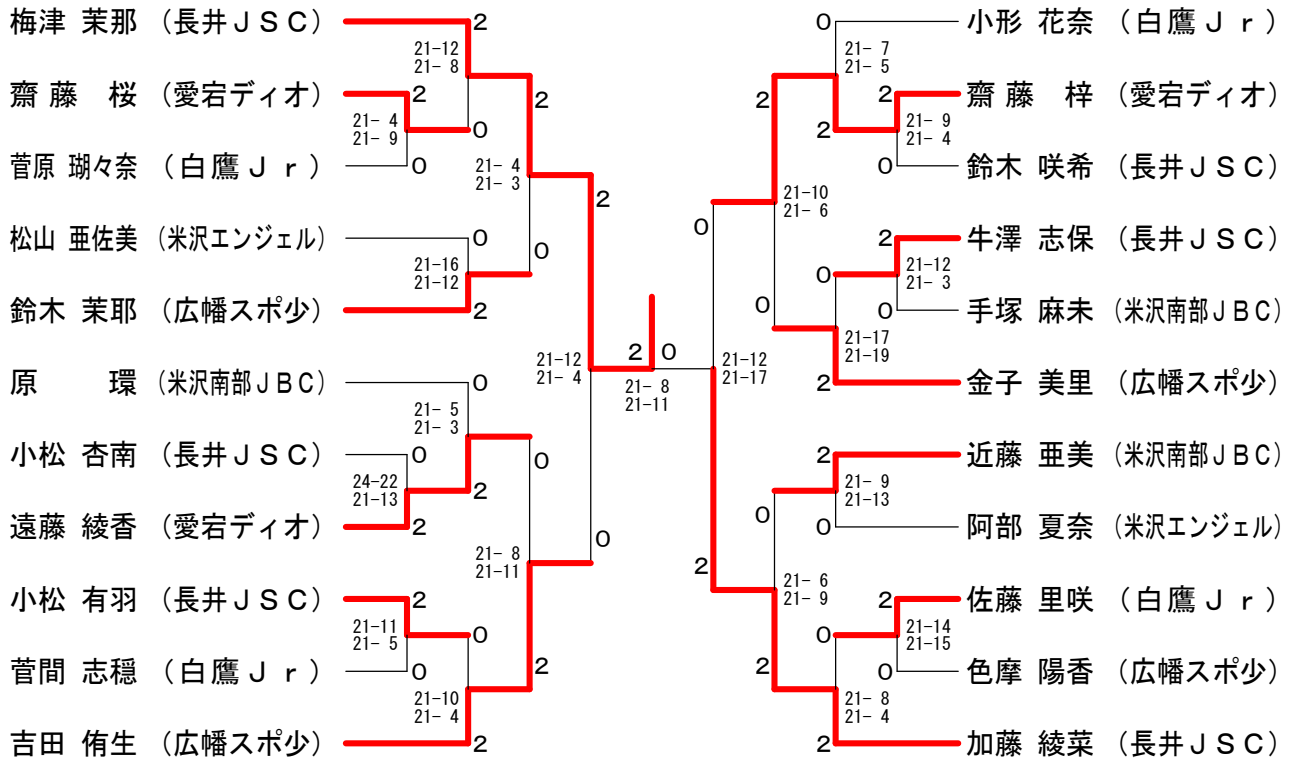 梅津 茉那 (長井ＪＳＣ) 2
21-12
21- 8
齋 藤 桜 (愛宕ディオ) 2
0
21- 4
21- 9
菅原 瑚々奈 (白鷹Ｊｒ) 0
2
21- 4
21- 3
松山 亜佐美 (米沢エンジェル) 0
21-16
21-12
0
鈴木 茉耶 (広幡スポ少) 2
2
原 環 (米沢南部ＪＢＣ) 0
21- 5
21- 3
小松 杏南 (長井ＪＳＣ) 0
24-22
21-13
2
遠藤 綾香 (愛宕ディオ) 2
0
21-12
21- 4
21- 8
21-11
0
小松 有羽 (長井ＪＳＣ) 2
21-11
21- 5
0
菅間 志穏 (白鷹Ｊｒ) 0
2
21-10
21- 4
吉田 侑生 (広幡スポ少) 2
2 0
21- 8
21-11
0 小形 花奈 (白鷹Ｊｒ)
21- 7
21- 5
2 齋 藤 梓 (愛宕ディオ)
2
2
21- 9
21- 4
0 鈴木 咲希 (長井ＪＳＣ)
21-10
21- 6
0
2 牛澤 志保 (長井ＪＳＣ)
0
21-12
21- 3
0 手塚 麻未 (米沢南部ＪＢＣ)
0
21-17
21-19
2 金子 美里 (広幡スポ少)
21-12
21-17
2 近藤 亜美 (米沢南部ＪＢＣ)
21- 9
21-13
0
0 阿部 夏奈 (米沢エンジェル)
2
21- 6
21- 9
2 佐藤 里咲 (白鷹Ｊｒ)
0
21-14
21-15
2
0 色摩 陽香 (広幡スポ少)
21- 8
21- 4
2 加藤 綾菜 (長井ＪＳＣ)